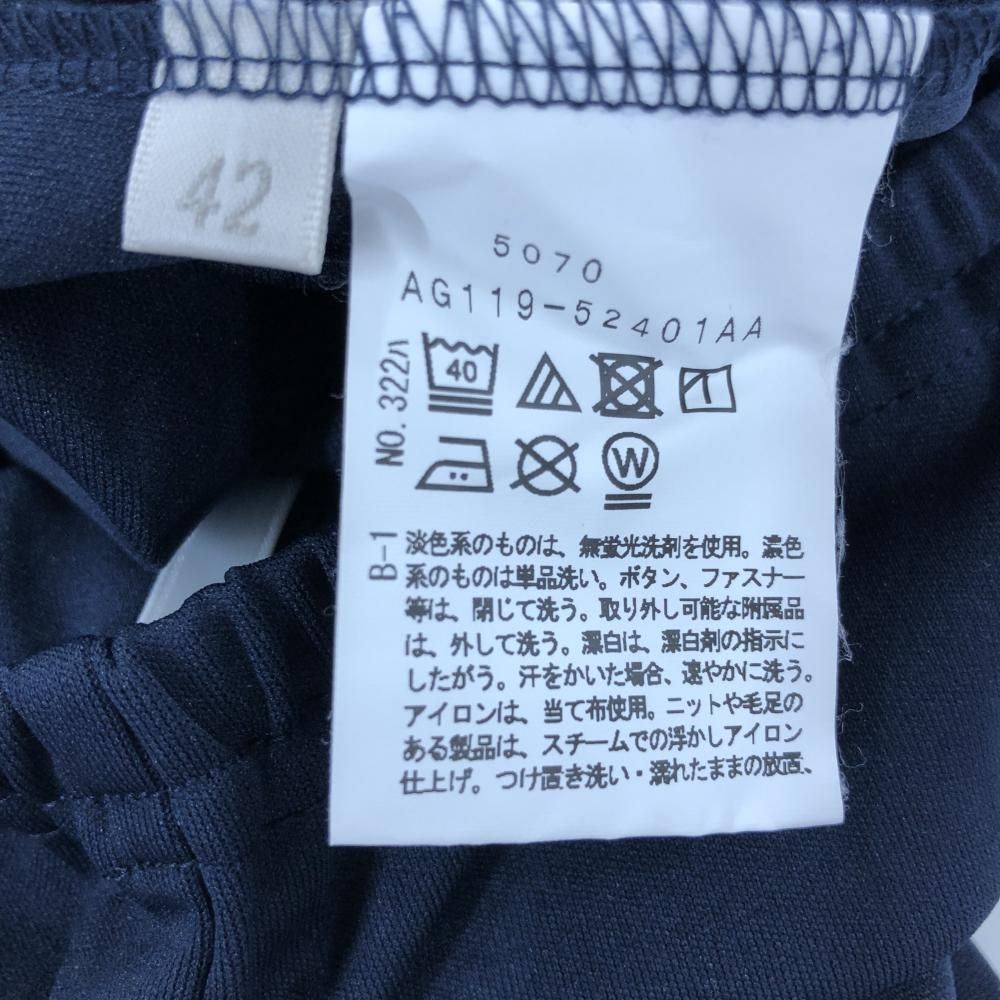 42
5070
AG119-52401AA
NO.322ハ
40
W
B-1
淡色系のものは、無蛍光洗剤を使用。濃色
系のものは単品洗い。ボタン、ファスナー
等は、閉じて洗う。取り外し可能な附属品
は、外して洗う。漂白は、漂白剤の指示に
したがう。汗をかいた場合、速やかに洗う。
アイロンは、当て布使用。ニットや毛足の
ある製品は、スチームでの浮かしアイロン
仕上げ。つけ置き洗い・濡れたままの放置、